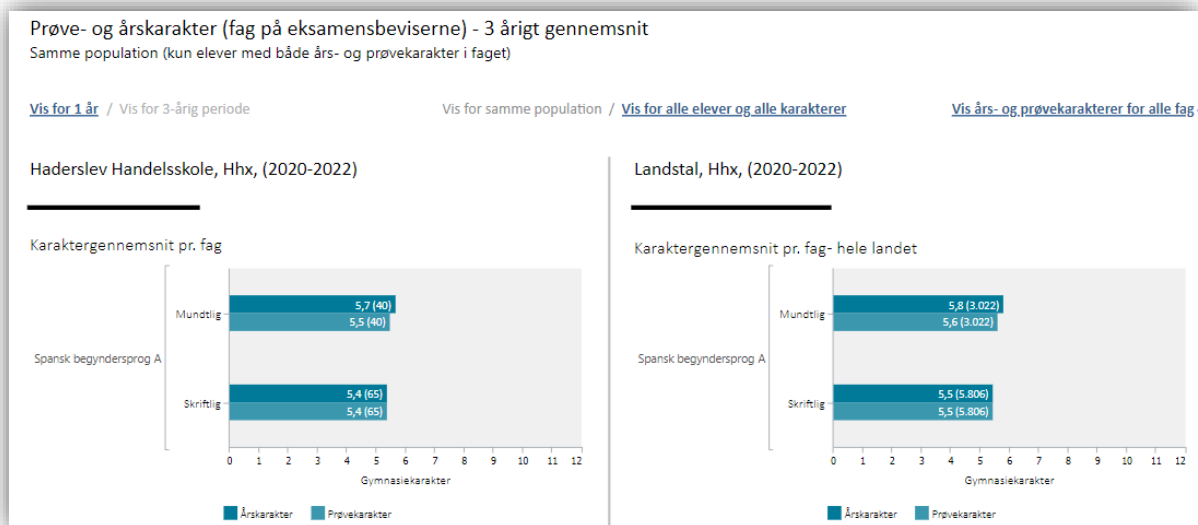 Prøve- og årskarakter (fag på eksamensbeviserne) - 3 årigt gennemsnit
Samme population (kun elever med både års- og prøvekarakter i faget)
Vis for 1 år / Vis for 3-årig periode
Vis for samme population / Vis for alle elever og alle karakterer
Vis års- og prøvekarakterer for alle fag
Haderslev Handelsskole, Hhx, (2020-2022)
Karaktergennemsnit pr. fag
Spansk begyndersprog A
Mundtlig
5,7 (40)
5,5 (40)
Skriftlig
5,4 (65)
5,4 (65)
0 1 2 3 4 5 6 7 8 9 10 11 12
Gymnasiekarakter
Årskarakter Prøvekarakter
Landstal, Hhx, (2020-2022)
Karaktergennemsnit pr. fag- hele landet
Spansk begyndersprog A
Mundtlig
5,8 (3.022)
5,6 (3.022)
Skriftlig
5,5 (5.806)
5,5 (5.806)
0 1 2 3 4 5 6 7 8 9 10 11 12
Gymnasiekarakter
Årskarakter Prøvekarakter